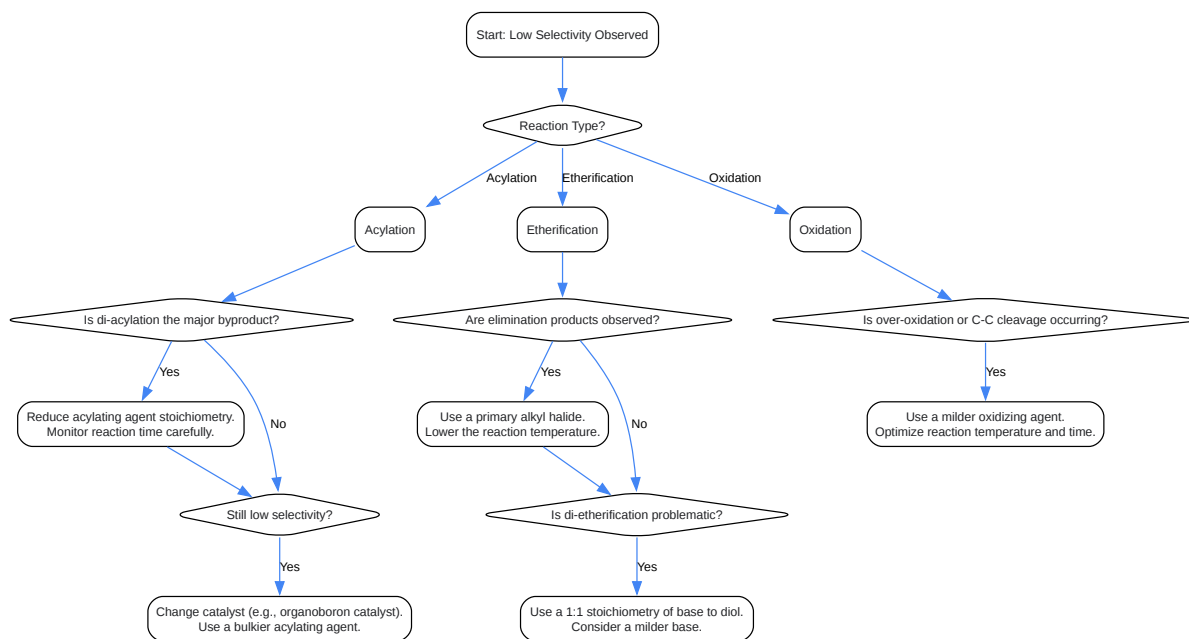 Start: Low Selectivity Observed
Reaction Type?
Acylation
Etherification
Oxidation
Acylation
Etherification
Oxidation
Is di-acylation the major byproduct?
Are elimination products observed?
Is over-oxidation or C-C cleavage occurring?
Yes
Yes
Yes
Reduce acylating agent stoichiometry.
Monitor reaction time carefully.
No
Use a primary alkyl halide.
Lower the reaction temperature.
No
Use a milder oxidizing agent.
Optimize reaction temperature and time.
Still low selectivity?
Is di-etherification problematic?
Yes
Yes
Change catalyst (e.g., organoboron catalyst).
Use a bulkier acylating agent.
Use a 1:1 stoichiometry of base to diol.
Consider a milder base.